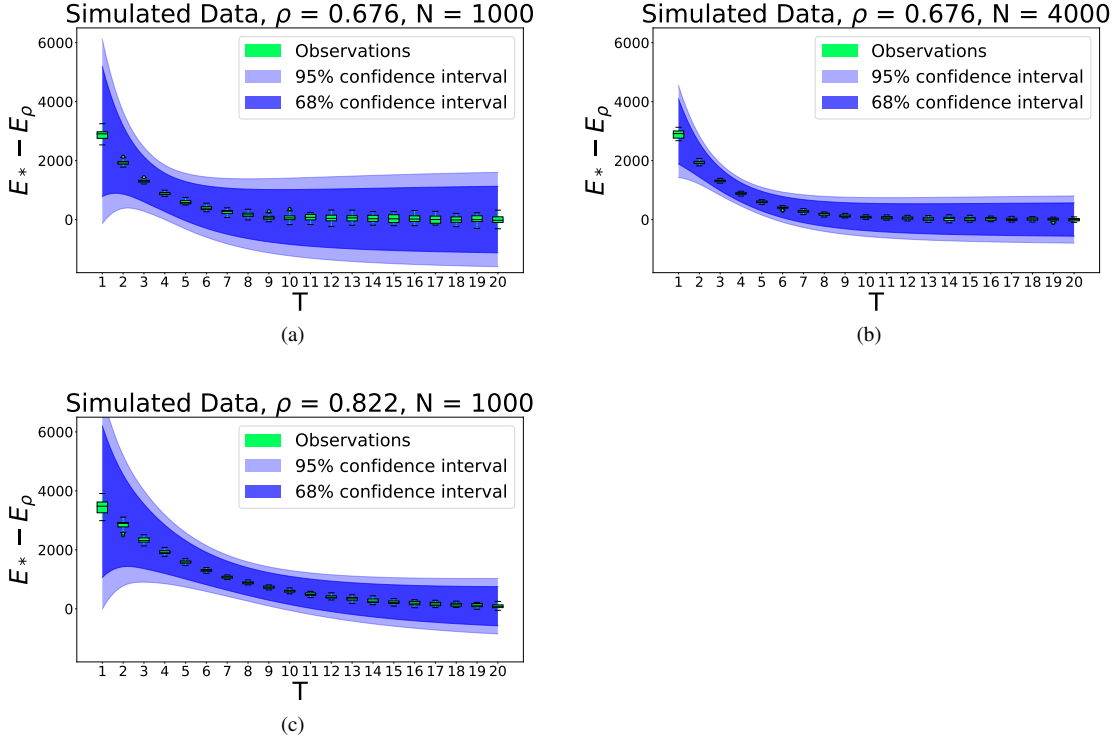 Simulated Data, ρ = 0.676, N = 1000
E* − Eρ
6000
4000
2000
0
Observations
95% confidence interval
68% confidence interval
1 2 3 4 5 6 7 8 9 10 11 12 13 14 15 16 17 18 19 20
T
(a)
Simulated Data, ρ = 0.676, N = 4000
E* − Eρ
6000
4000
2000
0
Observations
95% confidence interval
68% confidence interval
1 2 3 4 5 6 7 8 9 10 11 12 13 14 15 16 17 18 19 20
T
(b)
Simulated Data, ρ = 0.822, N = 1000
E* − Eρ
6000
4000
2000
0
Observations
95% confidence interval
68% confidence interval
1 2 3 4 5 6 7 8 9 10 11 12 13 14 15 16 17 18 19 20
T
(c)